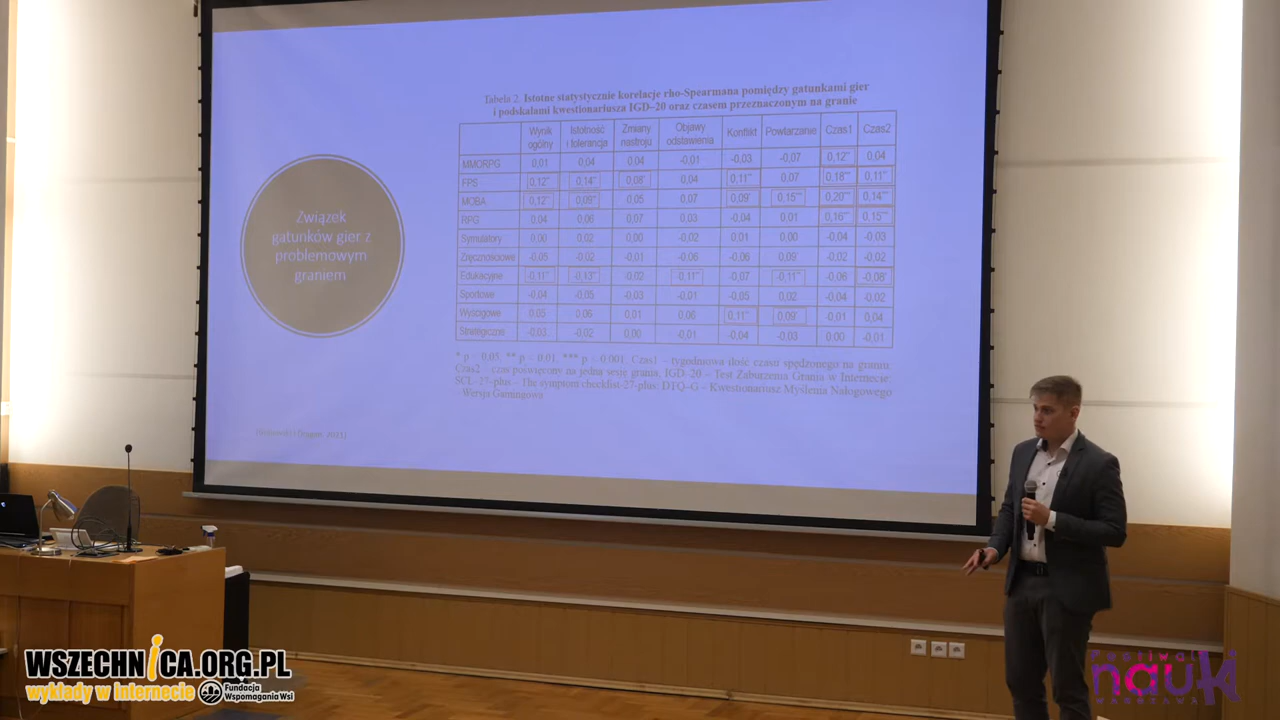 Związek
gatunków gier z
problemowym
graniem
Tabela 2. Istotne statystycznie korelacje rho-Spearmana pomiędzy gatunkami gier
i podskalami kwestionariusza IGD–20 oraz czasem przeznaczonym na granie
Wynik ogólny Istotność i tolerancja Zmiany nastroju Objawy odstawienia Konflikt Powtarzanie Czas1 Czas2
MMORPG 0,01 0,04 0,04 -0,01 -0,03 -0,07 0,12** 0,04
FPS 0,12** 0,14** 0,08* 0,04 0,11** 0,07 0,18*** 0,11**
MOBA 0,12** 0,09* 0,05 0,07 0,09* 0,15*** 0,20*** 0,14***
RPG 0,04 0,06 0,07 0,03 -0,04 0,01 0,16*** 0,15***
Symulatory 0,00 0,02 0,00 -0,02 0,01 0,00 -0,04 -0,03
Zręcznościowe -0,05 -0,02 -0,01 -0,06 -0,06 0,09* -0,02 -0,02
Edukacyjne -0,11** -0,13** -0,02 -0,11** -0,07 -0,11** -0,06 -0,08*
Sportowe -0,04 -0,05 -0,03 -0,01 -0,05 0,02 -0,04 -0,02
Wyścigowe 0,05 0,06 0,01 0,06 0,11** 0,09* -0,01 0,04
Strategiczne -0,03 -0,02 0,00 -0,01 -0,04 -0,03 0,00 -0,01
* p < 0,05, ** p < 0,01, *** p < 0,001, Czas1 – tygodniowa ilość czasu spędzonego na graniu,
Czas2 – czas poświęcony na jedną sesję grania, IGD–20 – Test Zaburzenia Grania w Internecie;
SCL-27-plus – The symptom checklist 27-plus; DTQ–G – Kwestionariusz Myślenia Nałogowego
– Wersja Gamingowa
WSZECHNICA.ORG.PL
wykłady w internecie
Fundacja
Wspomagania Wsi
Festiwal
nauki
WARSZAWA